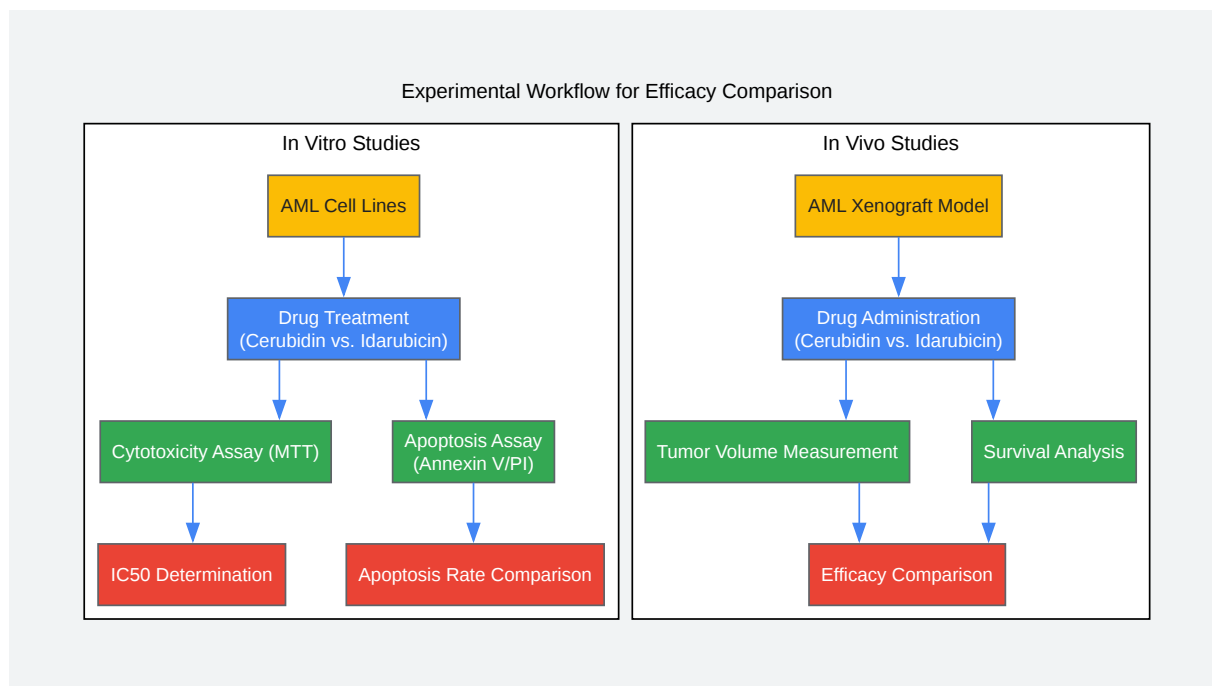 Experimental Workflow for Efficacy Comparison
In Vitro Studies
AML Cell Lines
Drug Treatment
(Cerubidin vs. Idarubicin)
Cytotoxicity Assay (MTT)
Apoptosis Assay
(Annexin V/PI)
IC50 Determination
Apoptosis Rate Comparison
In Vivo Studies
AML Xenograft Model
Drug Administration
(Cerubidin vs. Idarubicin)
Tumor Volume Measurement
Survival Analysis
Efficacy Comparison